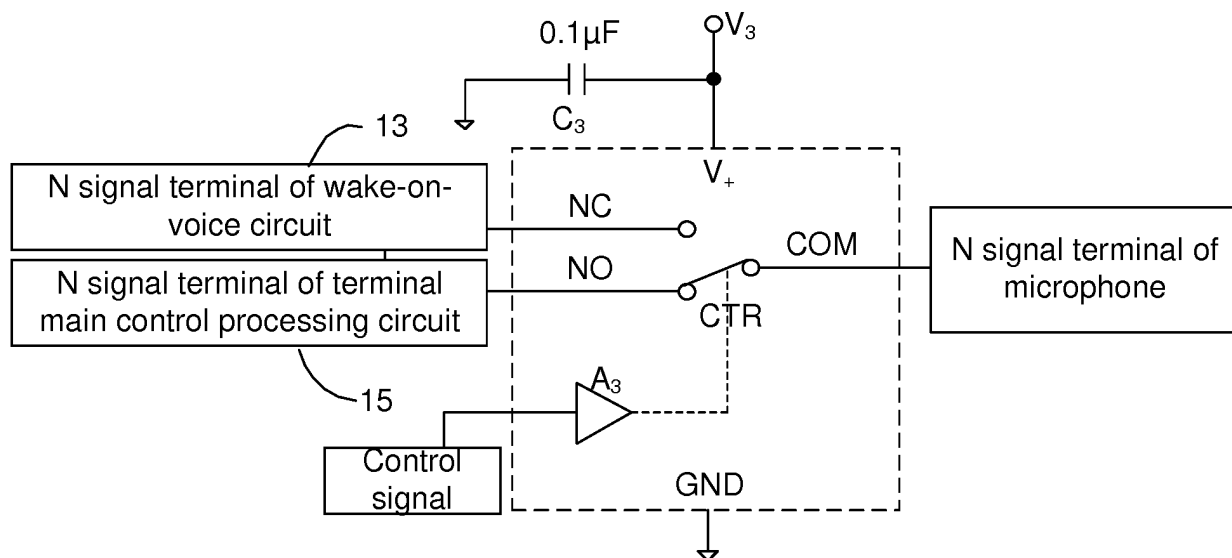 V₃
0.1µF
C₃
13
N signal terminal of wake-on-
voice circuit
V₊
NC
COM
N signal terminal of
microphone
NO
N signal terminal of terminal
main control processing circuit
CTR
A₃
15
Control
signal
GND